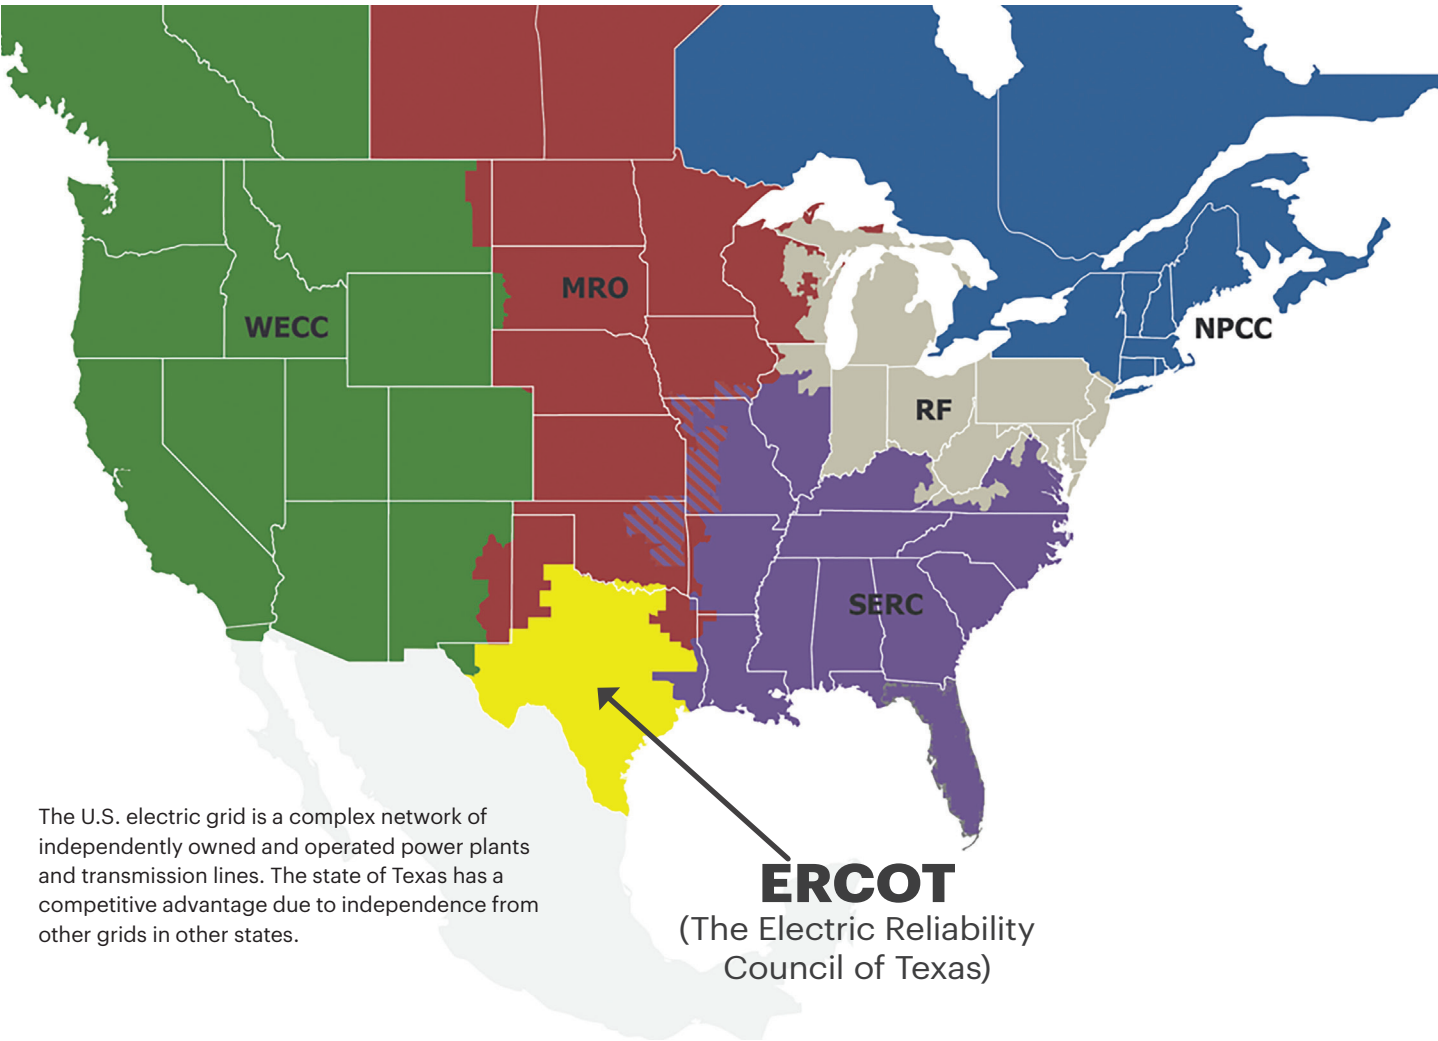 MRO
WECC
NPCC
RF
SERC
The U.S. electric grid is a complex network of
independently owned and operated power plants
and transmission lines. The state of Texas has a
competitive advantage due to independence from
other grids in other states.
ERCOT
(The Electric Reliability
Council of Texas)